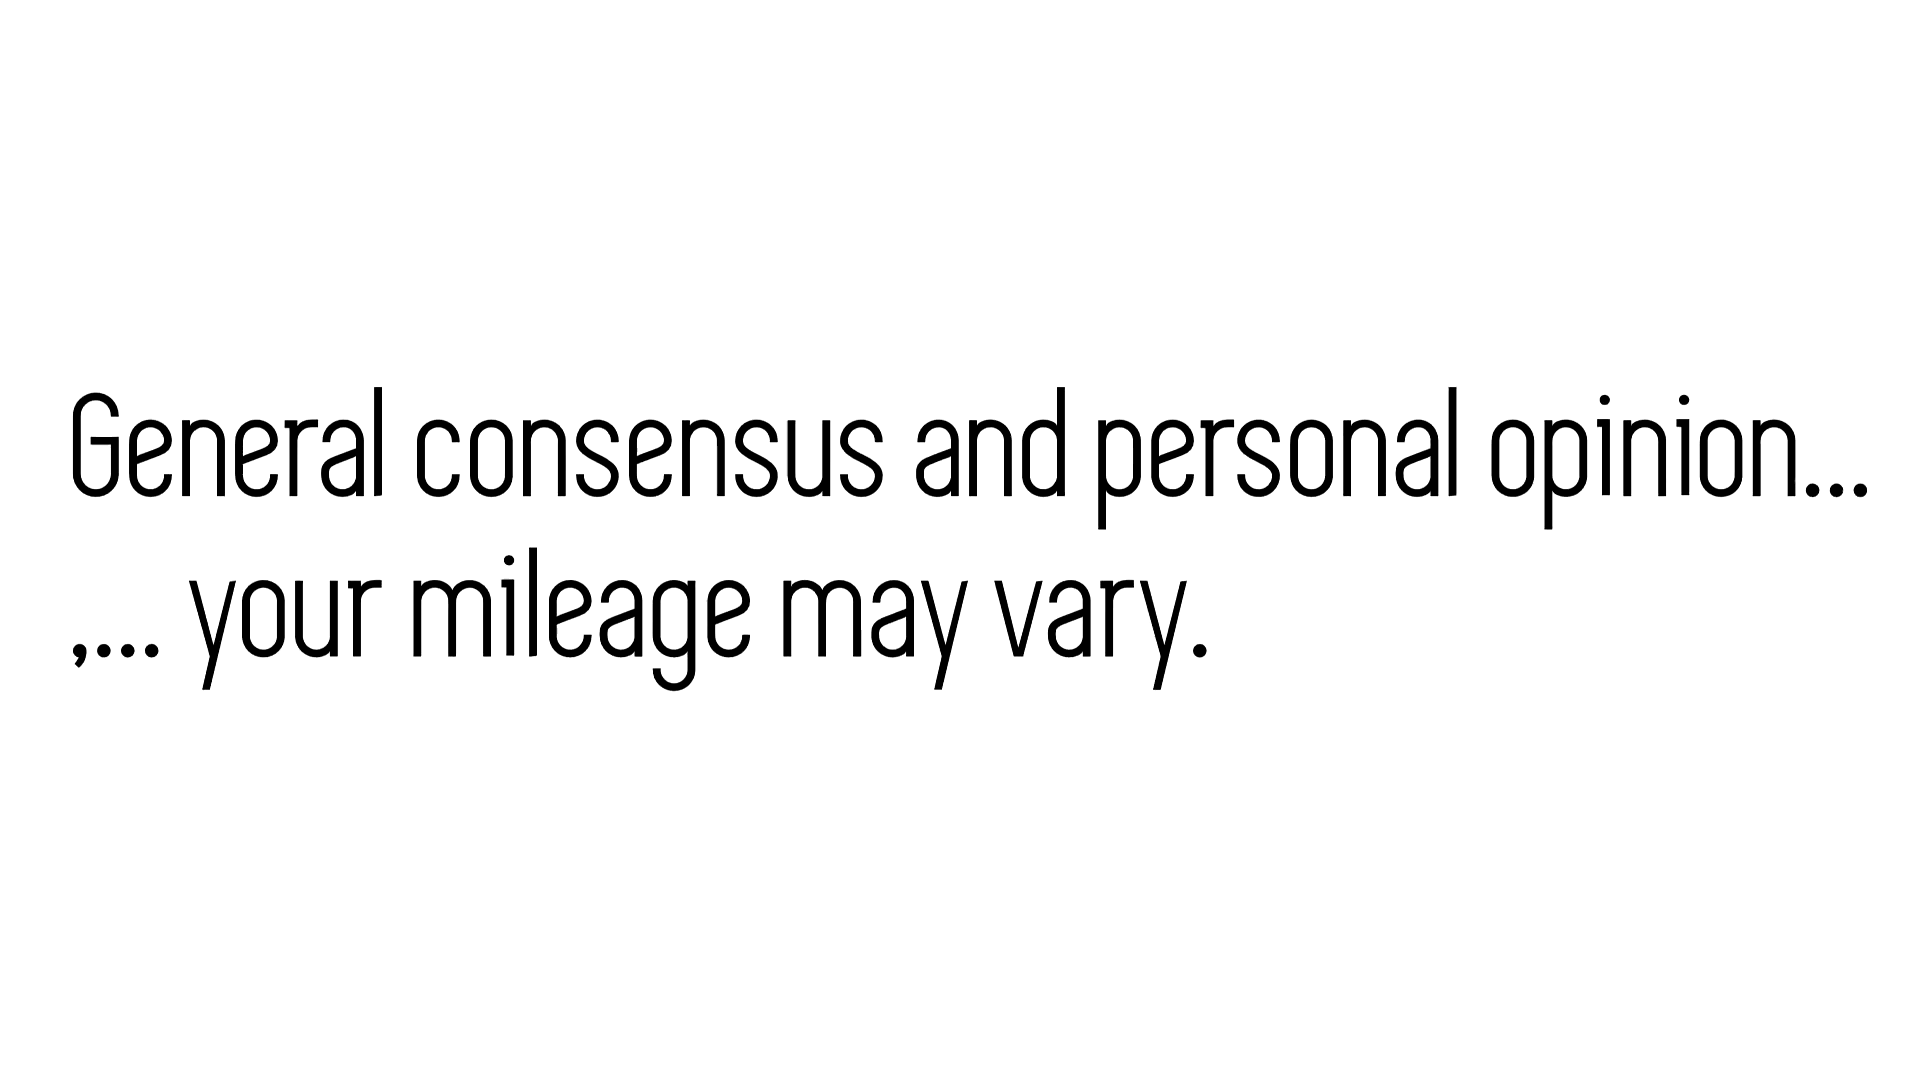 General consensus and personal opinion...
,... your mileage may vary.